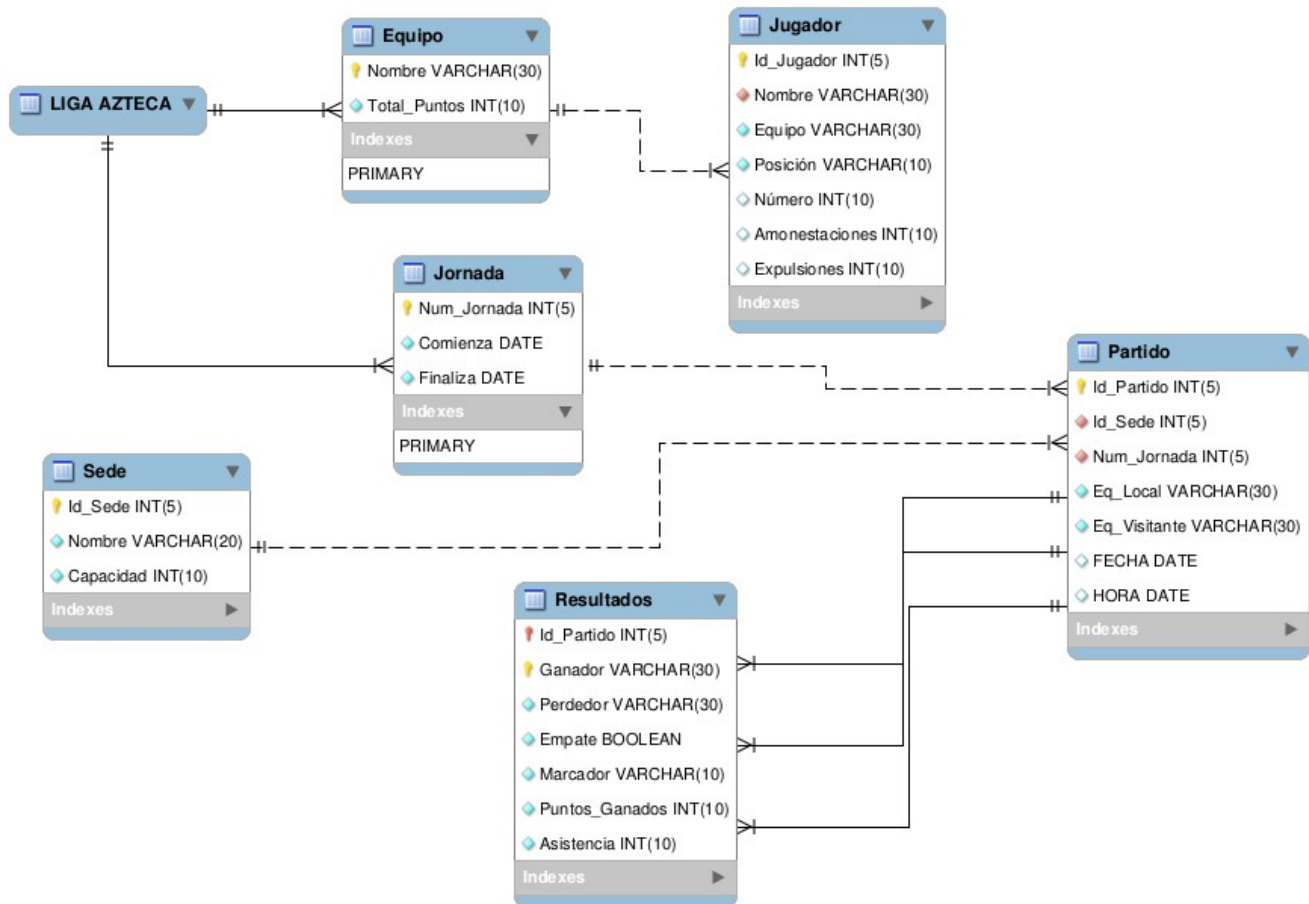 LIGA AZTECA
Equipo
Nombre VARCHAR(30)
Total_Puntos INT(10)
Indexes
PRIMARY
Jugador
Id_Jugador INT(5)
Nombre VARCHAR(30)
Equipo VARCHAR(30)
Posición VARCHAR(10)
Número INT(10)
Amonestaciones INT(10)
Expulsiones INT(10)
Indexes
Jornada
Num_Jornada INT(5)
Comienza DATE
Finaliza DATE
Indexes
PRIMARY
Partido
Id_Partido INT(5)
Id_Sede INT(5)
Num_Jornada INT(5)
Eq_Local VARCHAR(30)
Eq_Visitante VARCHAR(30)
FECHA DATE
HORA DATE
Indexes
Sede
Id_Sede INT(5)
Nombre VARCHAR(20)
Capacidad INT(10)
Indexes
Resultados
Id_Partido INT(5)
Ganador VARCHAR(30)
Perdedor VARCHAR(30)
Empate BOOLEAN
Marcador VARCHAR(10)
Puntos_Ganados INT(10)
Asistencia INT(10)
Indexes